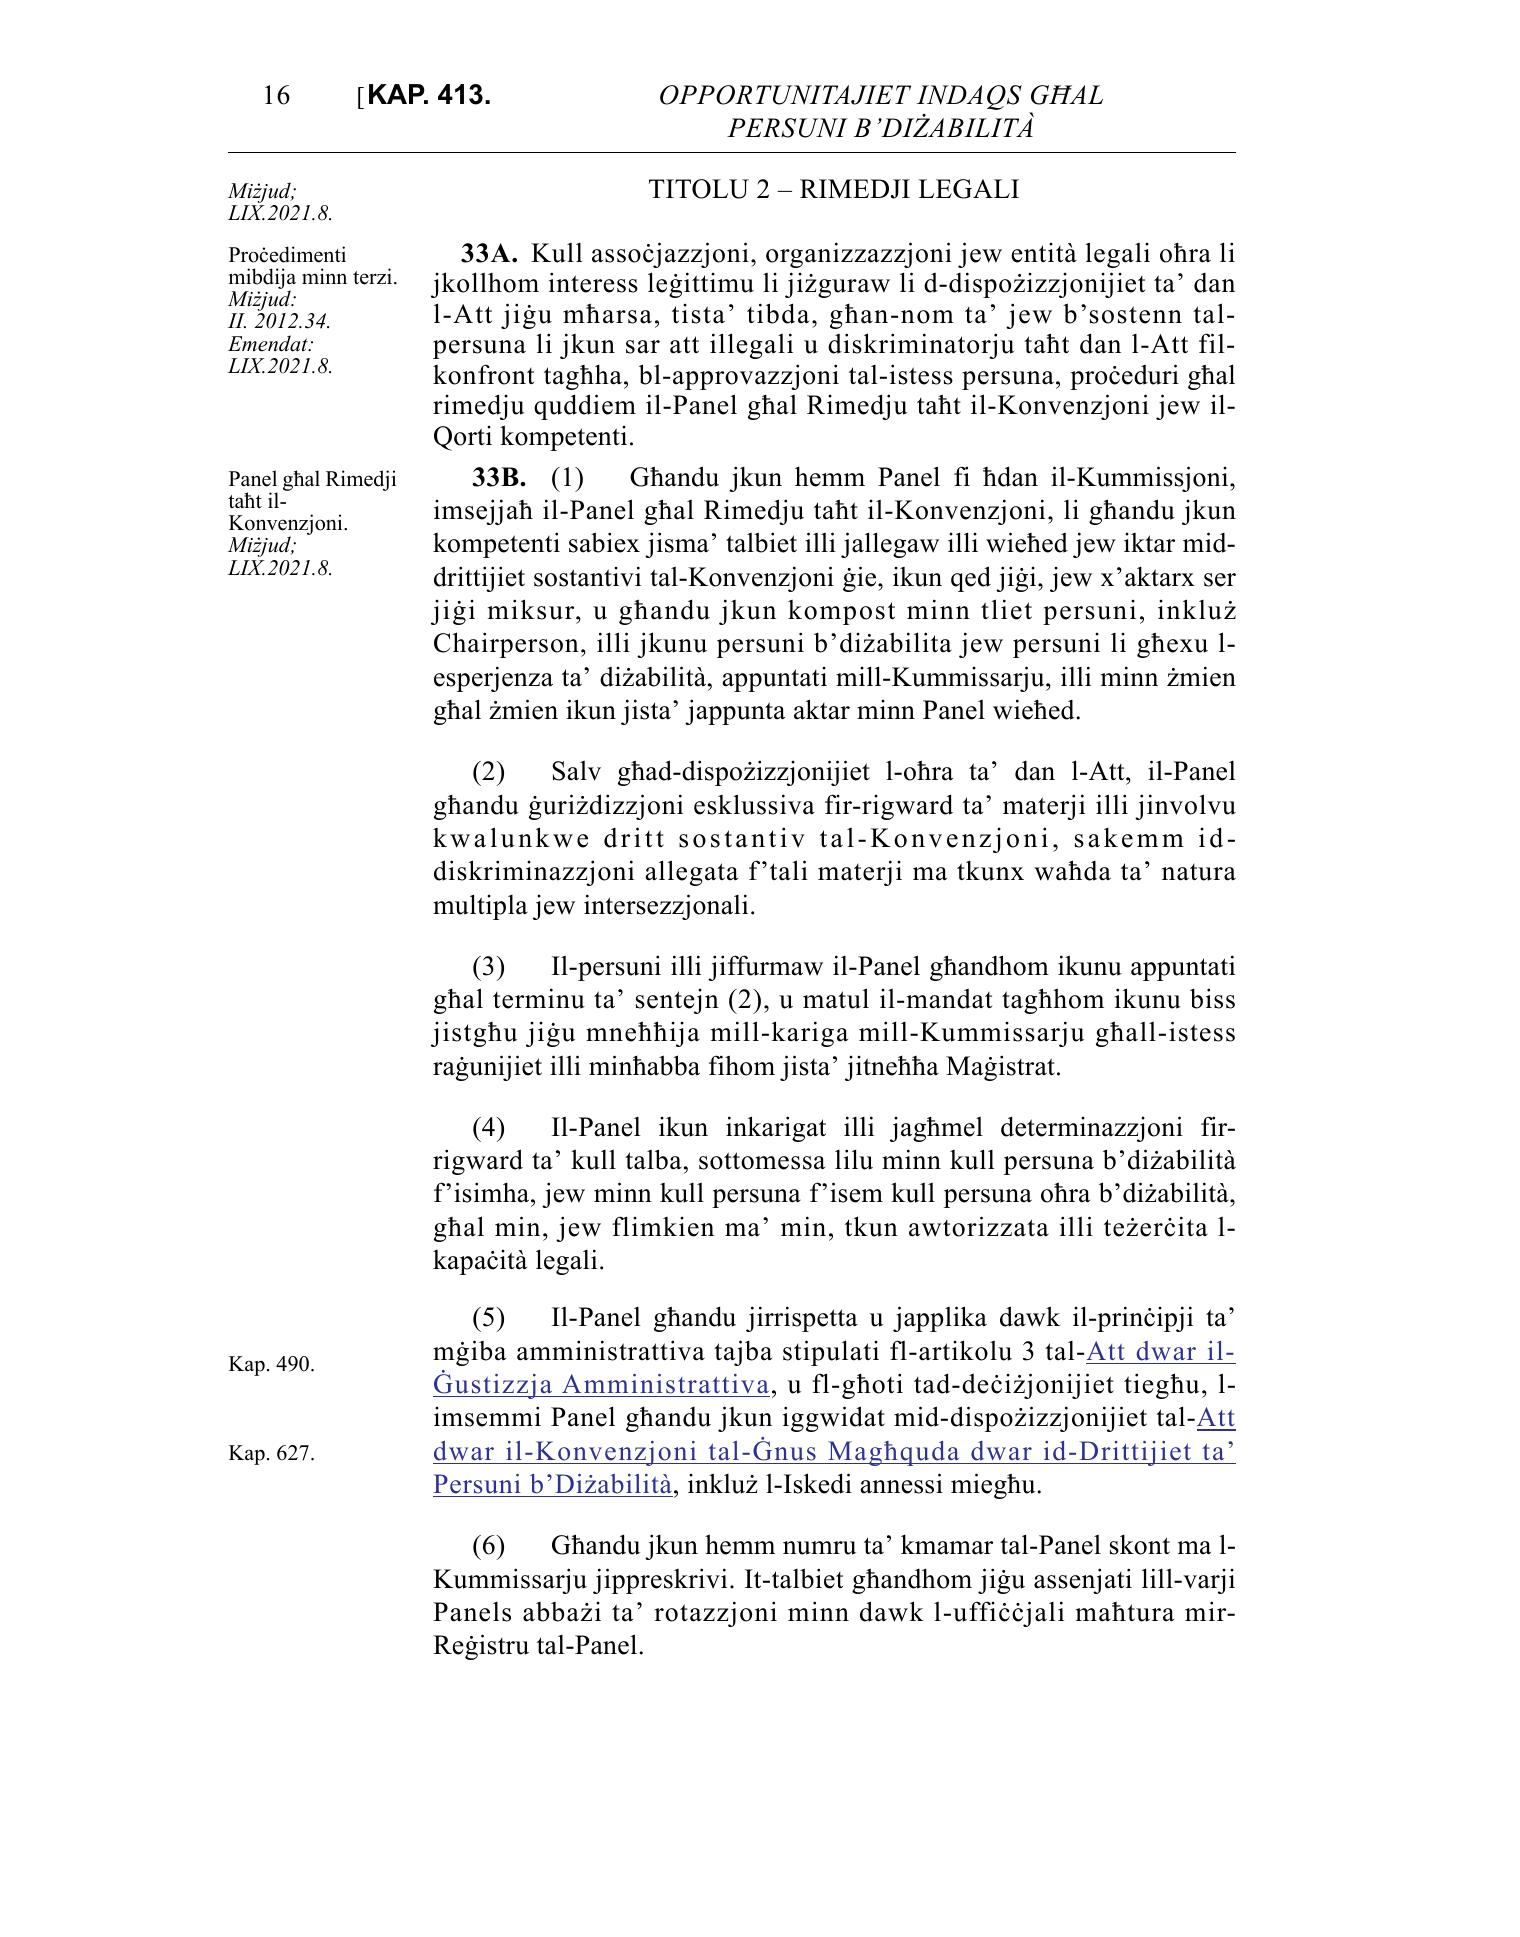 16 [KAP. 413. OPPORTUNITAJIET INDAQS GĦAL
PERSUNI B’DIŻABILITÀ
Miżjud;
LIX.2021.8.
TITOLU 2 – RIMEDJI LEGALI
Proċedimenti
mibdija minn terzi.
Miżjud:
II. 2012.34.
Emendat:
LIX.2021.8.
33A. Kull assoċjazzjoni, organizzazzjoni jew entità legali oħra li
jkollhom interess leġittimu li jiżguraw li d-dispożizzjonijiet ta’ dan
l-Att jiġu mħarsa, tista’ tibda, għan-nom ta’ jew b’sostenn tal-
persuna li jkun sar att illegali u diskriminatorju taħt dan l-Att fil-
konfront tagħha, bl-approvazzjoni tal-istess persuna, proċeduri għal
rimedju quddiem il-Panel għal Rimedju taħt il-Konvenzjoni jew il-
Qorti kompetenti.
Panel għal Rimedji
taħt il-
Konvenzjoni.
Miżjud;
LIX.2021.8.
33B. (1) Għandu jkun hemm Panel fi ħdan il-Kummissjoni,
imsejjaħ il-Panel għal Rimedju taħt il-Konvenzjoni, li għandu jkun
kompetenti sabiex jisma’ talbiet illi jallegaw illi wieħed jew iktar mid-
drittijiet sostantivi tal-Konvenzjoni ġie, ikun qed jiġi, jew x’aktarx ser
jiġi miksur, u għandu jkun kompost minn tliet persuni, inkluż
Chairperson, illi jkunu persuni b’diżabilita jew persuni li għexu l-
esperjenza ta’ diżabilità, appuntati mill-Kummissarju, illi minn żmien
għal żmien ikun jista’ jappunta aktar minn Panel wieħed.
(2) Salv għad-dispożizzjonijiet l-oħra ta’ dan l-Att, il-Panel
għandu ġuriżdizzjoni esklussiva fir-rigward ta’ materji illi jinvolvu
kwalunkwe dritt sostantiv tal-Konvenzjoni, sakemm id-
diskriminazzjoni allegata f’tali materji ma tkunx waħda ta’ natura
multipla jew intersezzjonali.
(3) Il-persuni illi jiffurmaw il-Panel għandhom ikunu appuntati
għal terminu ta’ sentejn (2), u matul il-mandat tagħhom ikunu biss
jistgħu jiġu mneħħija mill-kariga mill-Kummissarju għall-istess
raġunijiet illi minħabba fihom jista’ jitneħħa Maġistrat.
(4) Il-Panel ikun inkarigat illi jagħmel determinazzjoni fir-
rigward ta’ kull talba, sottomessa lilu minn kull persuna b’diżabilità
f’isimha, jew minn kull persuna f’isem kull persuna oħra b’diżabilità,
għal min, jew flimkien ma’ min, tkun awtorizzata illi teżerċita l-
kapaċità legali.
Kap. 490.
Kap. 627.
(5) Il-Panel għandu jirrispetta u japplika dawk il-prinċipji ta’
mġiba amministrattiva tajba stipulati fl-artikolu 3 tal-Att dwar il-
Ġustizzja Amministrattiva, u fl-għoti tad-deċiżjonijiet tiegħu, l-
imsemmi Panel għandu jkun iggwidat mid-dispożizzjonijiet tal-Att
dwar il-Konvenzjoni tal-Ġnus Magħquda dwar id-Drittijiet ta’
Persuni b’Diżabilità, inkluż l-Iskedi annessi miegħu.
(6) Għandu jkun hemm numru ta’ kmamar tal-Panel skont ma l-
Kummissarju jippreskrivi. It-talbiet għandhom jiġu assenjati lill-varji
Panels abbażi ta’ rotazzjoni minn dawk l-uffiċċjali maħtura mir-
Reġistru tal-Panel.